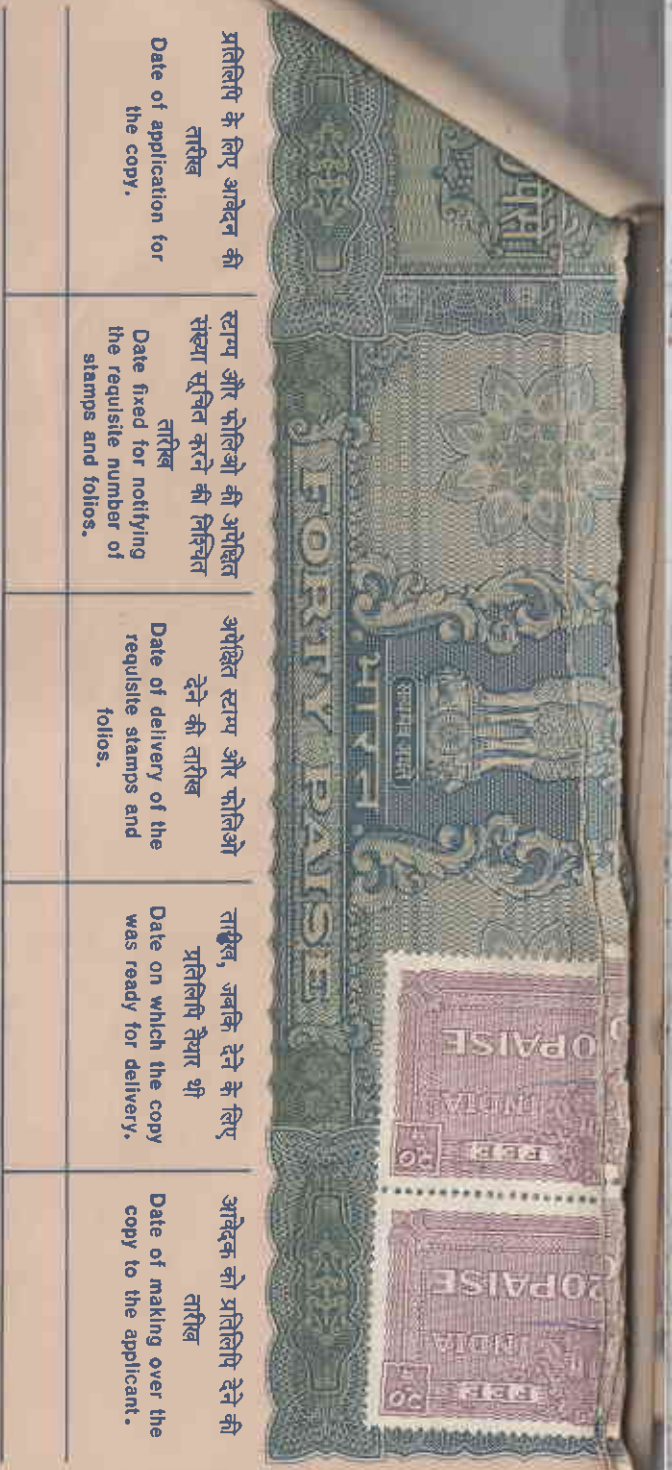 सत्यमेव जयते
भारत
FORTY PAISE
PAISE
INDIA
20
20PAISE
INDIA
20
प्रतिलिपि के लिए आवेदन की
तारीख
Date of application for
the copy.
स्टाम्प और फोलिओ की अपेक्षित
संख्या सूचित करने की निश्चित
तारीख
Date fixed for notifying
the requisite number of
stamps and folios.
अपेक्षित स्टाम्प और फोलिओ
देने की तारीख
Date of delivery of the
requisite stamps and
folios.
तारीख, जबकि देने के लिए
प्रतिलिपि तैयार थी
Date on which the copy
was ready for delivery.
आवेदक को प्रतिलिपि देने की
तारीख
Date of making over the
copy to the applicant.